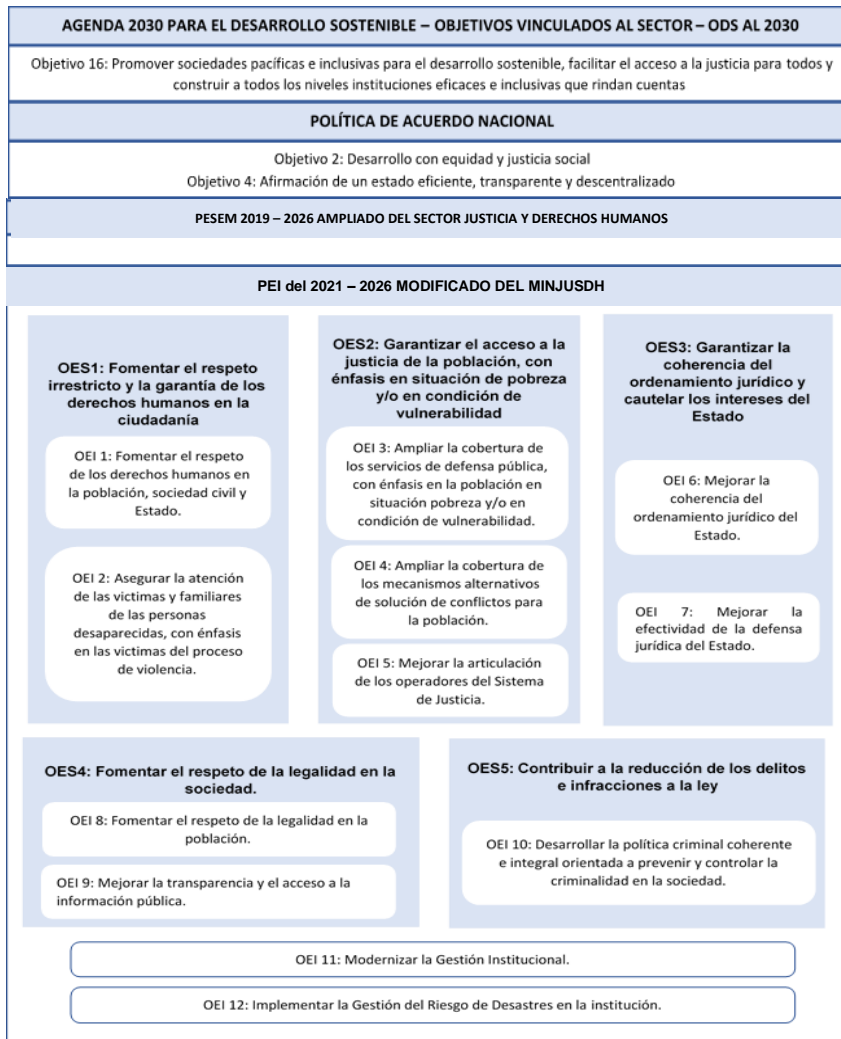 AGENDA 2030 PARA EL DESARROLLO SOSTENIBLE – OBJETIVOS VINCULADOS AL SECTOR – ODS AL 2030
Objetivo 16: Promover sociedades pacíficas e inclusivas para el desarrollo sostenible, facilitar el acceso a la justicia para todos y
construir a todos los niveles instituciones eficaces e inclusivas que rindan cuentas
POLÍTICA DE ACUERDO NACIONAL
Objetivo 2: Desarrollo con equidad y justicia social
Objetivo 4: Afirmación de un estado eficiente, transparente y descentralizado
PESEM 2019 – 2026 AMPLIADO DEL SECTOR JUSTICIA Y DERECHOS HUMANOS
PEI del 2021 – 2026 MODIFICADO DEL MINJUSDH
OES1: Fomentar el respeto
irrestricto y la garantía de los
derechos humanos en la
ciudadanía
OEI 1: Fomentar el respeto
de los derechos humanos en
la población, sociedad civil y
Estado.
OEI 2: Asegurar la atención
de las victimas y familiares
de las personas
desaparecidas, con énfasis
en las victimas del proceso
de violencia.
OES2: Garantizar el acceso a la
justicia de la población, con
énfasis en situación de pobreza
y/o en condición de
vulnerabilidad
OEI 3: Ampliar la cobertura de
los servicios de defensa pública,
con énfasis en la población en
situación pobreza y/o en
condición de vulnerabilidad.
OEI 4: Ampliar la cobertura de
los mecanismos alternativos
de solución de conflictos para
la población.
OEI 5: Mejorar la articulación
de los operadores del Sistema
de Justicia.
OES3: Garantizar la
coherencia del
ordenamiento jurídico y
cautelar los intereses del
Estado
OEI 6: Mejorar la
coherencia del
ordenamiento jurídico del
Estado.
OEI 7: Mejorar la
efectividad de la defensa
jurídica del Estado.
OES4: Fomentar el respeto de la legalidad en la
sociedad.
OEI 8: Fomentar el respeto de la legalidad en la
población.
OEI 9: Mejorar la transparencia y el acceso a la
información pública.
OES5: Contribuir a la reducción de los delitos
e infracciones a la ley
OEI 10: Desarrollar la política criminal coherente
e integral orientada a prevenir y controlar la
criminalidad en la sociedad.
OEI 11: Modernizar la Gestión Institucional.
OEI 12: Implementar la Gestión del Riesgo de Desastres en la institución.